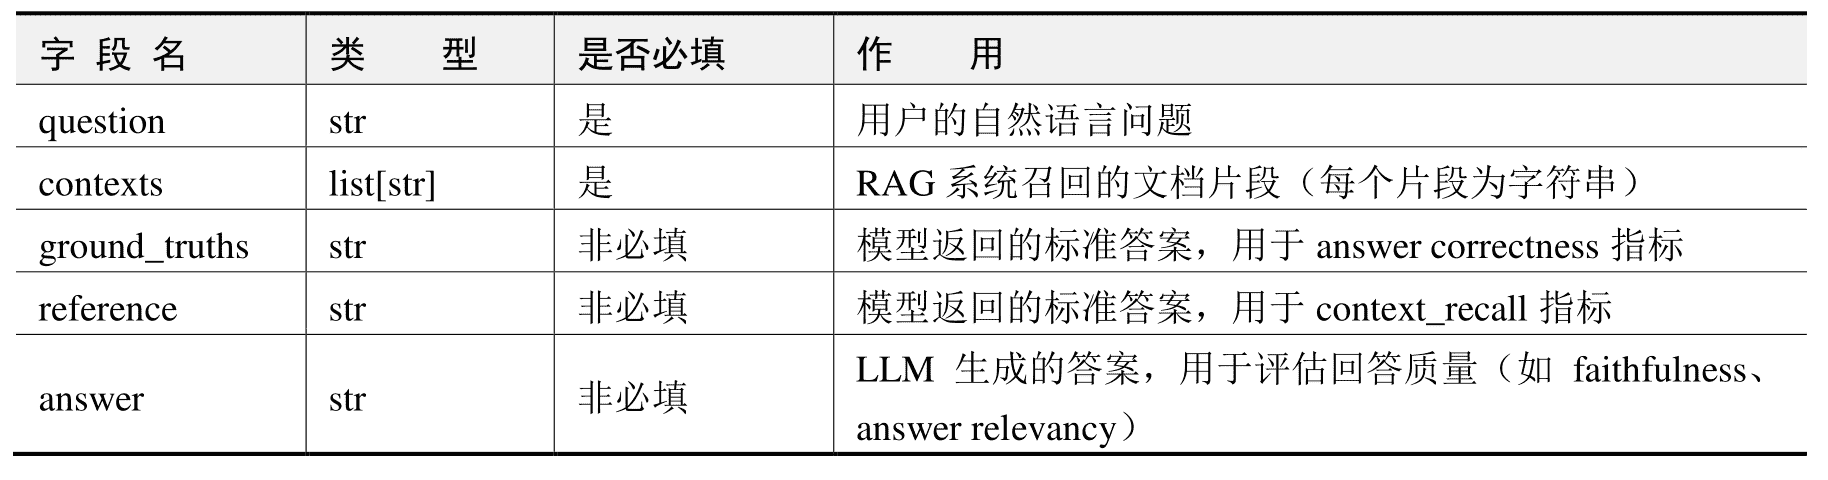 字 段 名 类 型 是否必填 作 用
question str 是 用户的自然语言问题
contexts list[str] 是 RAG 系统召回的文档片段（每个片段为字符串）
ground_truths str 非必填 模型返回的标准答案，用于 answer correctness 指标
reference str 非必填 模型返回的标准答案，用于 context_recall 指标
answer str 非必填 LLM 生成的答案，用于评估回答质量（如 faithfulness、
answer relevancy）